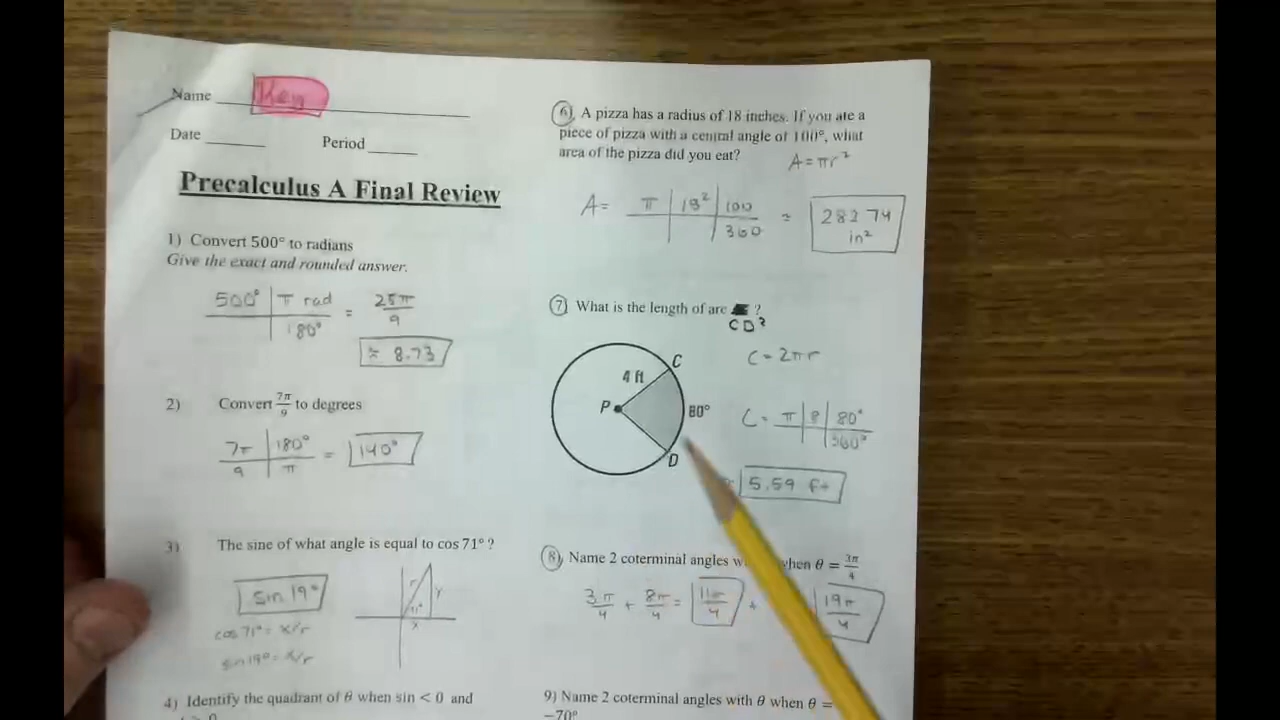 Name Key
Date
Period
Precalculus A Final Review
1) Convert 500° to radians
Give the exact and rounded answer.
500° π rad = 25π
180° 9
≈ 8.73
2) Convert 7π/9 to degrees
7π 180° = 140°
9 π
3) The sine of what angle is equal to cos 71°?
sin 19°
r y
71°
x
cos 71° = x/r
sin 19° = x/r
4) Identify the quadrant of θ when sin < 0 and
6) A pizza has a radius of 18 inches. If you ate a
piece of pizza with a central angle of 100°, what
area of the pizza did you eat?
A = πr²
A = π 18² 100
360
282 74
in²
7) What is the length of arc ?
CD?
C = 2πr
C
4 ft
P
80°
D
C = π 8 80°
360°
5.59 ft
8) Name 2 coterminal angles when θ = 3π/4
3π/4 + 8π/4 = 11π/4 + 19π/4
9) Name 2 coterminal angles with θ when θ =
−70°